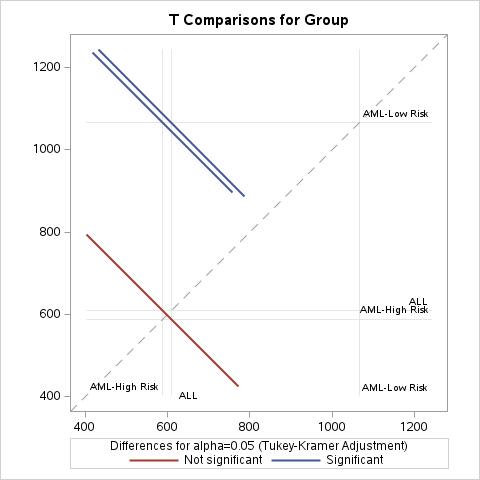 T Comparisons for Group
1200
AML-Low Risk
1000
800
ALL
600
AML-High Risk
AML-High Risk
AML-Low Risk
400
ALL
400
600
800
1000
1200
Differences for alpha=0.05 (Tukey-Kramer Adjustment)
Not significant
Significant